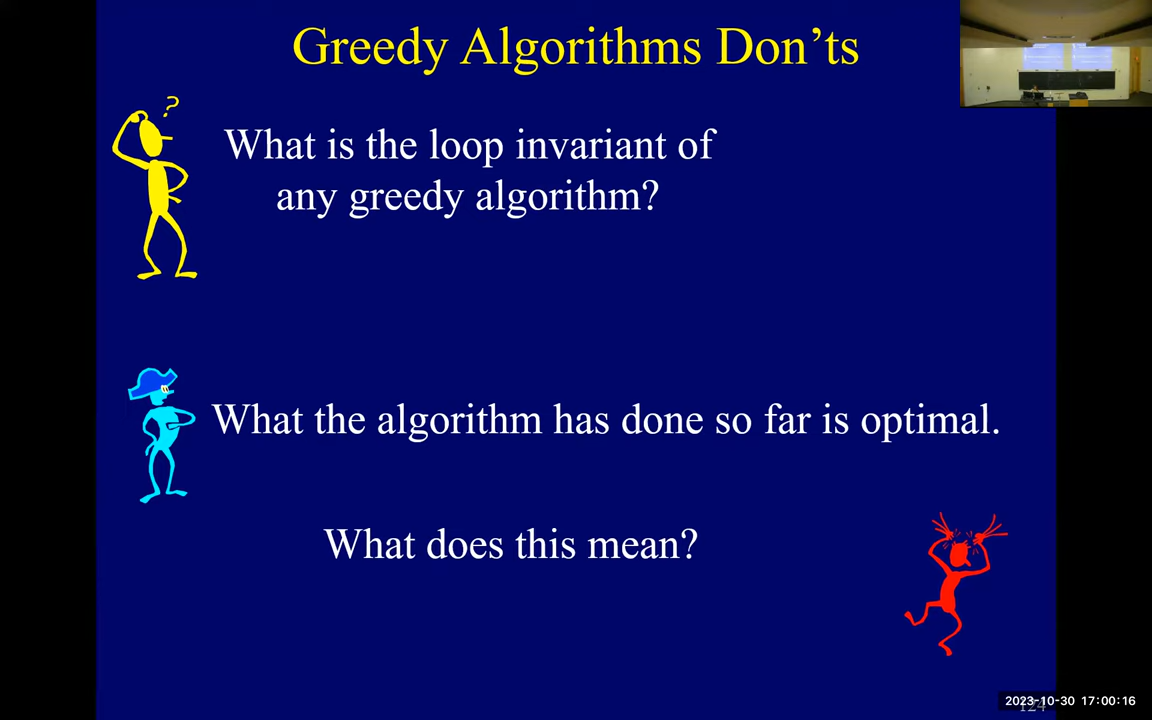 Greedy Algorithms Don'ts
?
What is the loop invariant of
any greedy algorithm?
What the algorithm has done so far is optimal.
What does this mean?
2023-10-30 17:00:16
124